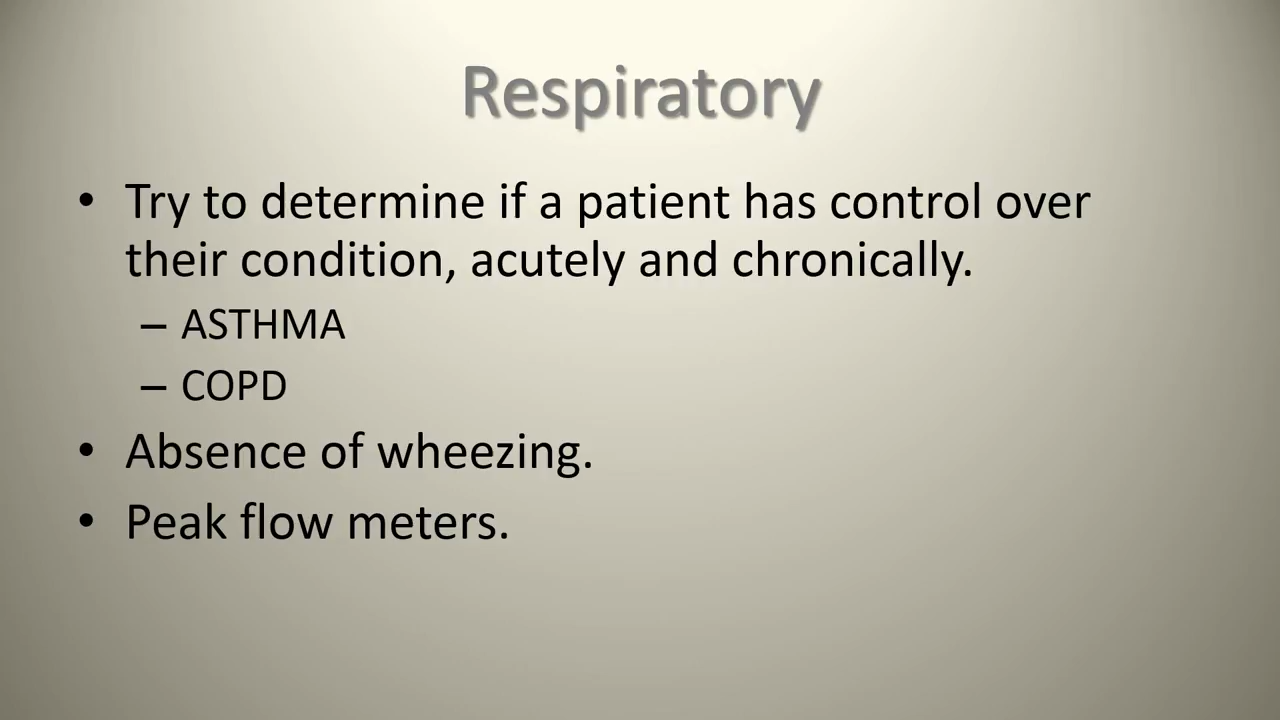 Respiratory
• Try to determine if a patient has control over
their condition, acutely and chronically.
– ASTHMA
– COPD
• Absence of wheezing.
• Peak flow meters.